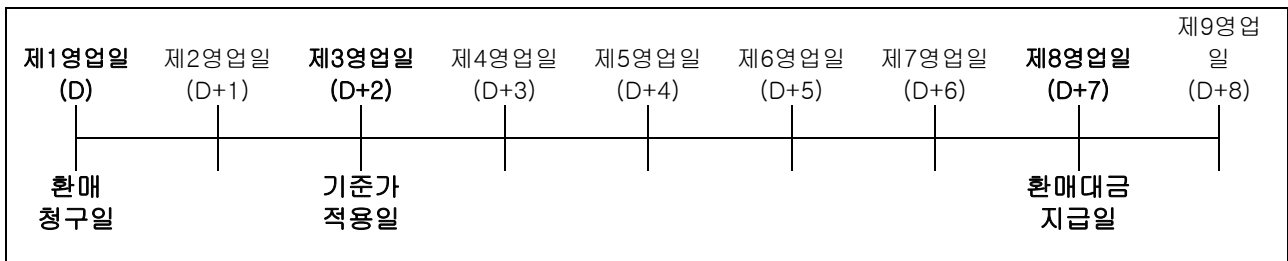 제1영업일 제2영업일 제3영업일 제4영업일 제5영업일 제6영업일 제7영업일 제8영업일 제9영업
일
(D) (D+1) (D+2) (D+3) (D+4) (D+5) (D+6) (D+7) (D+8)
환매 기준가 환매대금
청구일 적용일 지급일